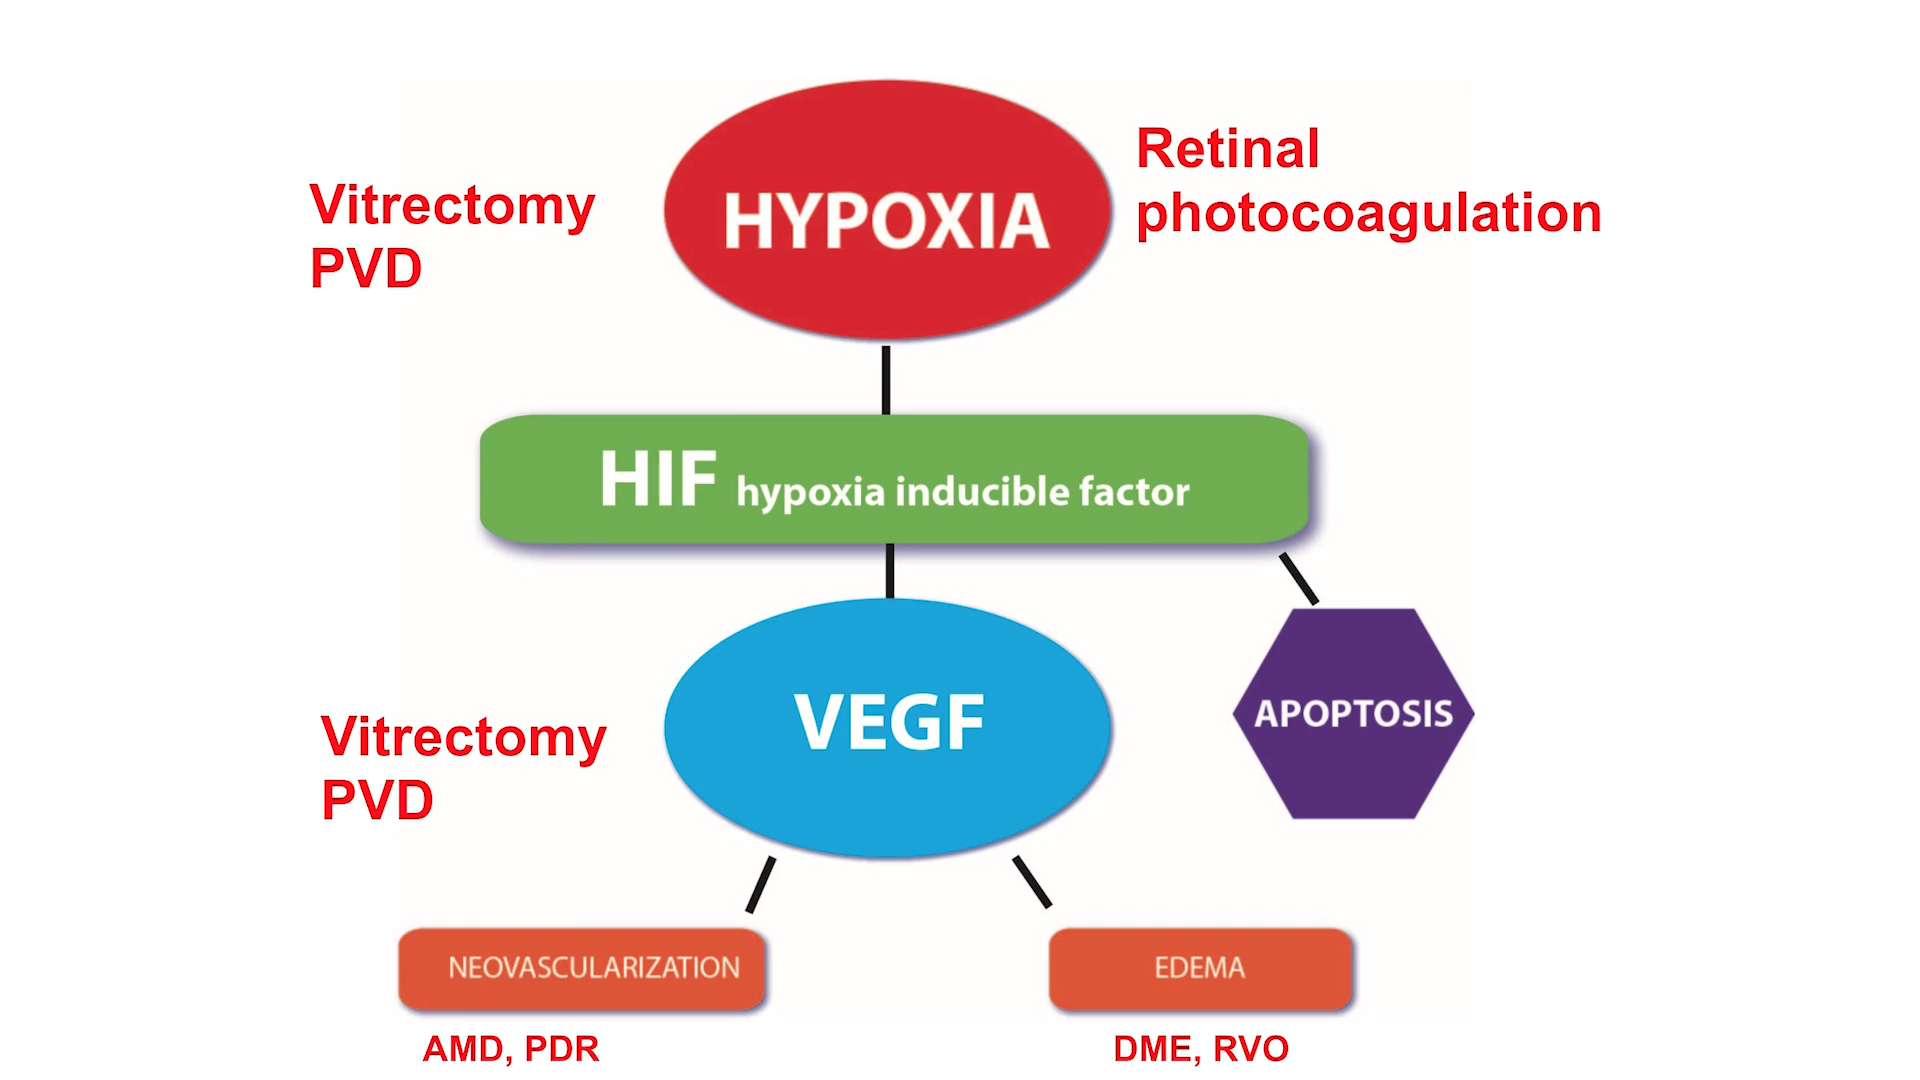 Vitrectomy
PVD
HYPOXIA
Retinal
photocoagulation
HIF hypoxia inducible factor
Vitrectomy
PVD
VEGF
APOPTOSIS
NEOVASCULARIZATION
EDEMA
AMD, PDR
DME, RVO